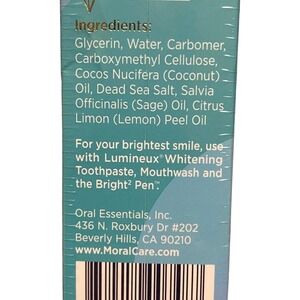 Ingredients:
Glycerin, Water, Carbomer,
Carboxymethyl Cellulose,
Cocos Nucifera (Coconut)
Oil, Dead Sea Salt, Salvia
Officinalis (Sage) Oil, Citrus
Limon (Lemon) Peel Oil
For your brightest smile, use
with Lumineux® Whitening
Toothpaste, Mouthwash and
the Bright² Pen™
Oral Essentials, Inc.
436 N. Roxbury Dr #202
Beverly Hills, CA 90210
www.MoralCare.com